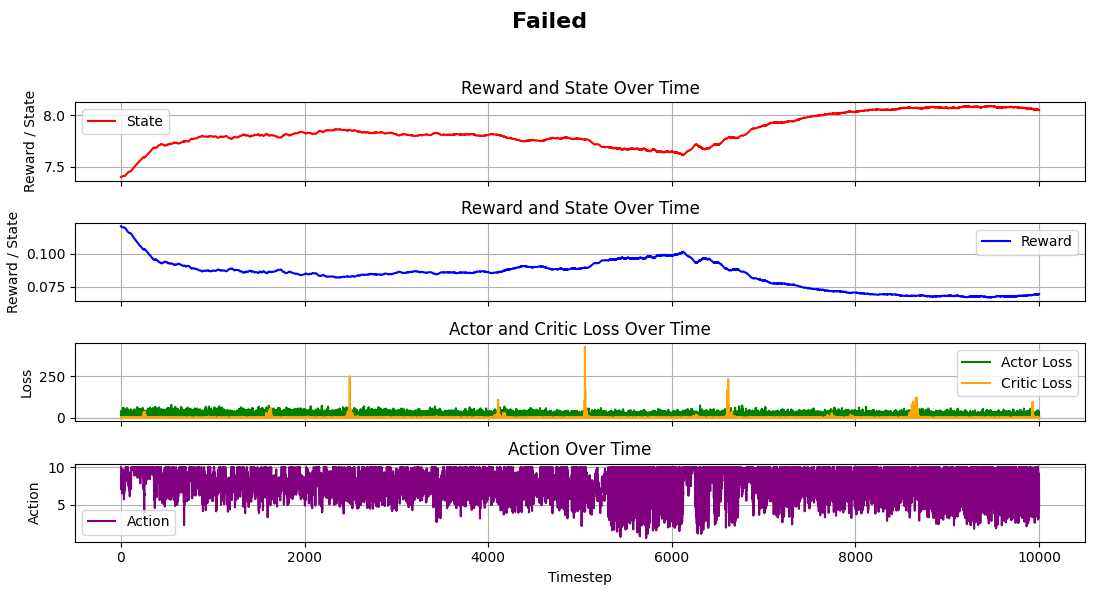 Failed
Reward and State Over Time
Reward / State
8.0
7.5
State
Reward and State Over Time
Reward / State
0.100
0.075
Reward
Actor and Critic Loss Over Time
Loss
250
0
Actor Loss
Critic Loss
Action Over Time
Action
10
5
Action
0 2000 4000 6000 8000 10000
Timestep